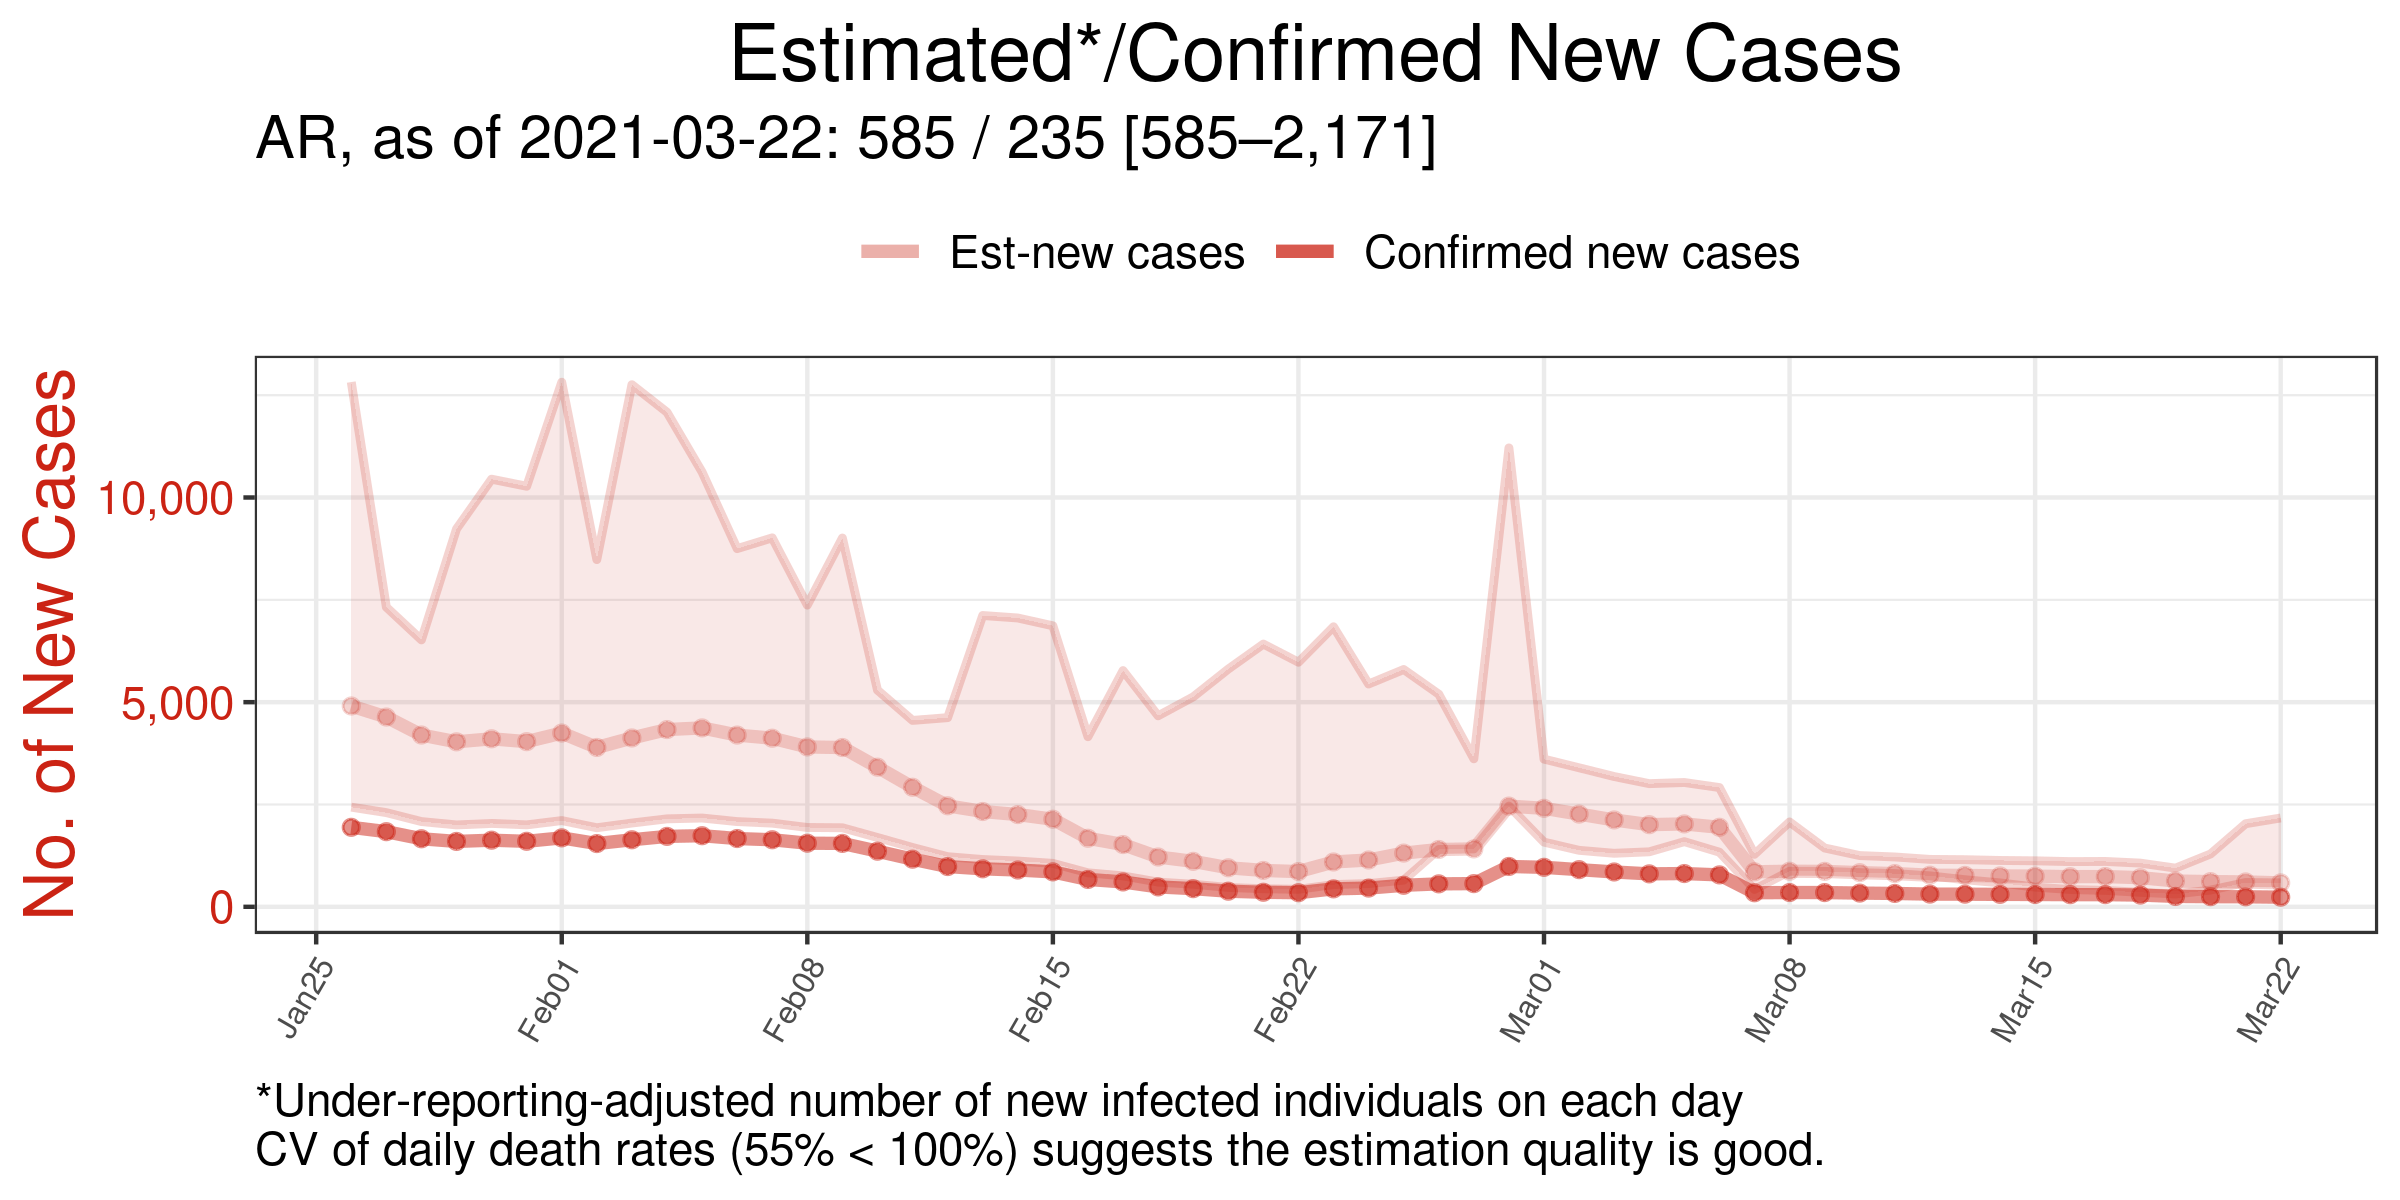 Estimated*/Confirmed New Cases
AR, as of 2021-03-22: 585 / 235 [585–2,171]
Est-new cases
Confirmed new cases
No. of New Cases
10,000
5,000
0
Jan25
Feb01
Feb08
Feb15
Feb22
Mar01
Mar08
Mar15
Mar22
*Under-reporting-adjusted number of new infected individuals on each day
CV of daily death rates (55% < 100%) suggests the estimation quality is good.